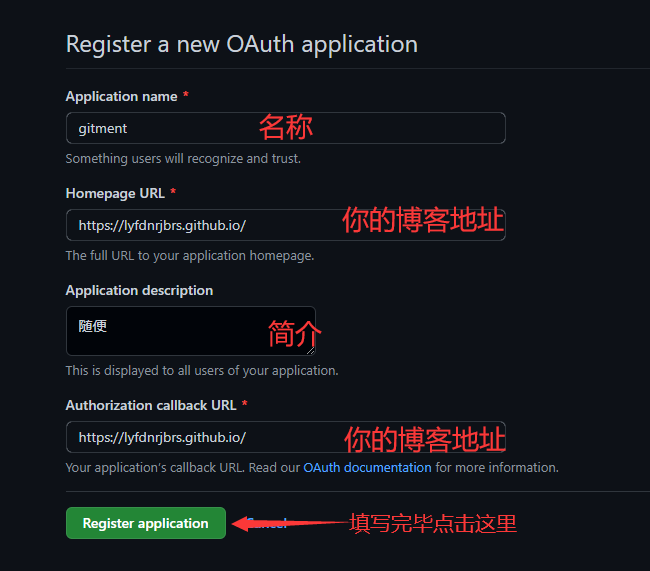 Register a new OAuth application
Application name *
gitment 名称
Something users will recognize and trust.
Homepage URL *
https://lyfdnrjbrs.github.io/ 你的博客地址
The full URL to your application homepage.
Application description
随便 简介
This is displayed to all users of your application.
Authorization callback URL *
https://lyfdnrjbrs.github.io/ 你的博客地址
Your application's callback URL. Read our OAuth documentation for more information.
Register application Cancel 填写完毕点击这里